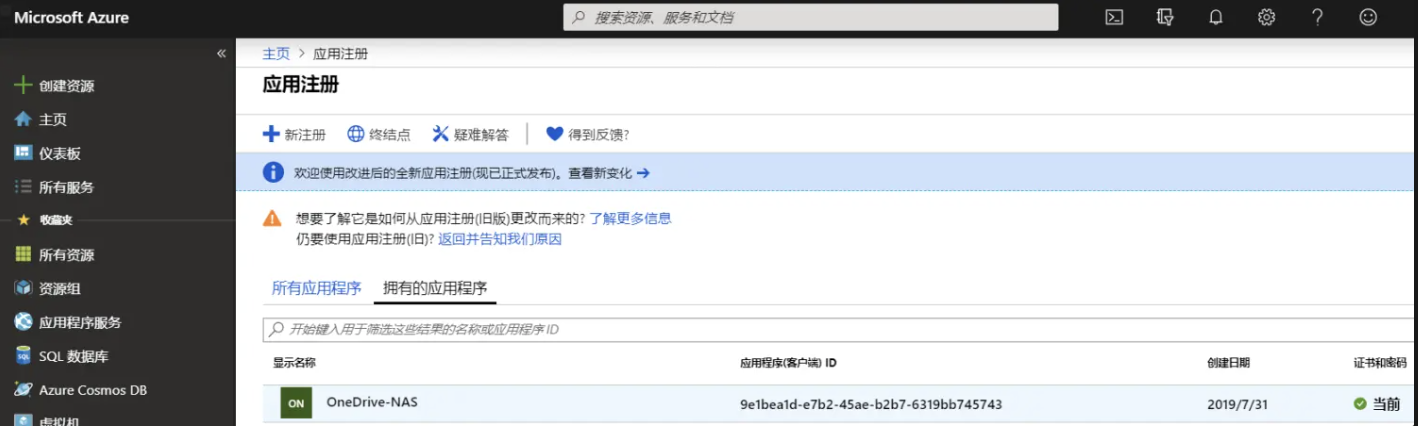 Microsoft Azure
搜索资源、服务和文档
«
主页 > 应用注册
创建资源
应用注册
主页
新注册 终结点 疑难解答 得到反馈?
仪表板
欢迎使用改进后的全新应用注册(现已正式发布)。查看新变化 →
所有服务
收藏夹
想要了解它是如何从应用注册(旧版)更改而来的? 了解更多信息
仍要使用应用注册(旧)? 返回并告知我们原因
所有资源
资源组
所有应用程序 拥有的应用程序
应用程序服务
开始键入用于筛选这些结果的名称或应用程序 ID
SQL 数据库
显示名称 应用程序(客户端) ID 创建日期 证书和密码
Azure Cosmos DB
ON OneDrive-NAS 9e1bea1d-e7b2-45ae-b2b7-6319bb745743 2019/7/31 当前
虚拟机